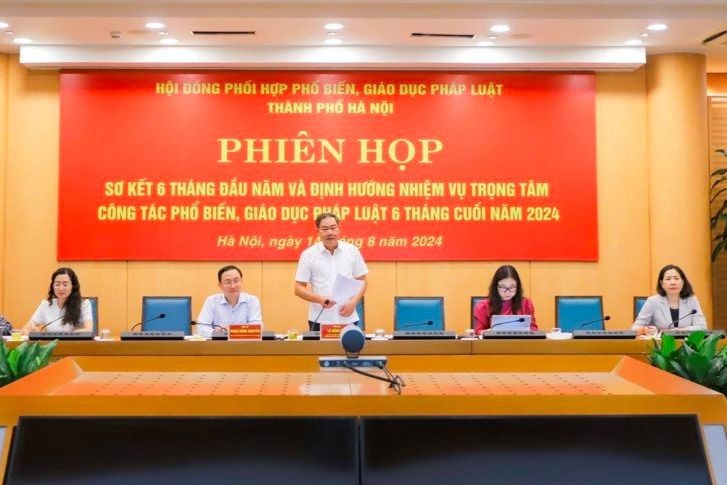 HỘI ĐỒNG PHỐI HỢP PHỔ BIẾN, GIÁO DỤC PHÁP LUẬT
THÀNH PHỐ HÀ NỘI
PHIÊN HỌP
SƠ KẾT 6 THÁNG ĐẦU NĂM VÀ ĐỊNH HƯỚNG NHIỆM VỤ TRỌNG TÂM
CÔNG TÁC PHỔ BIẾN, GIÁO DỤC PHÁP LUẬT 6 THÁNG CUỐI NĂM 2024
Hà Nội, ngày 14 8 năm 2024